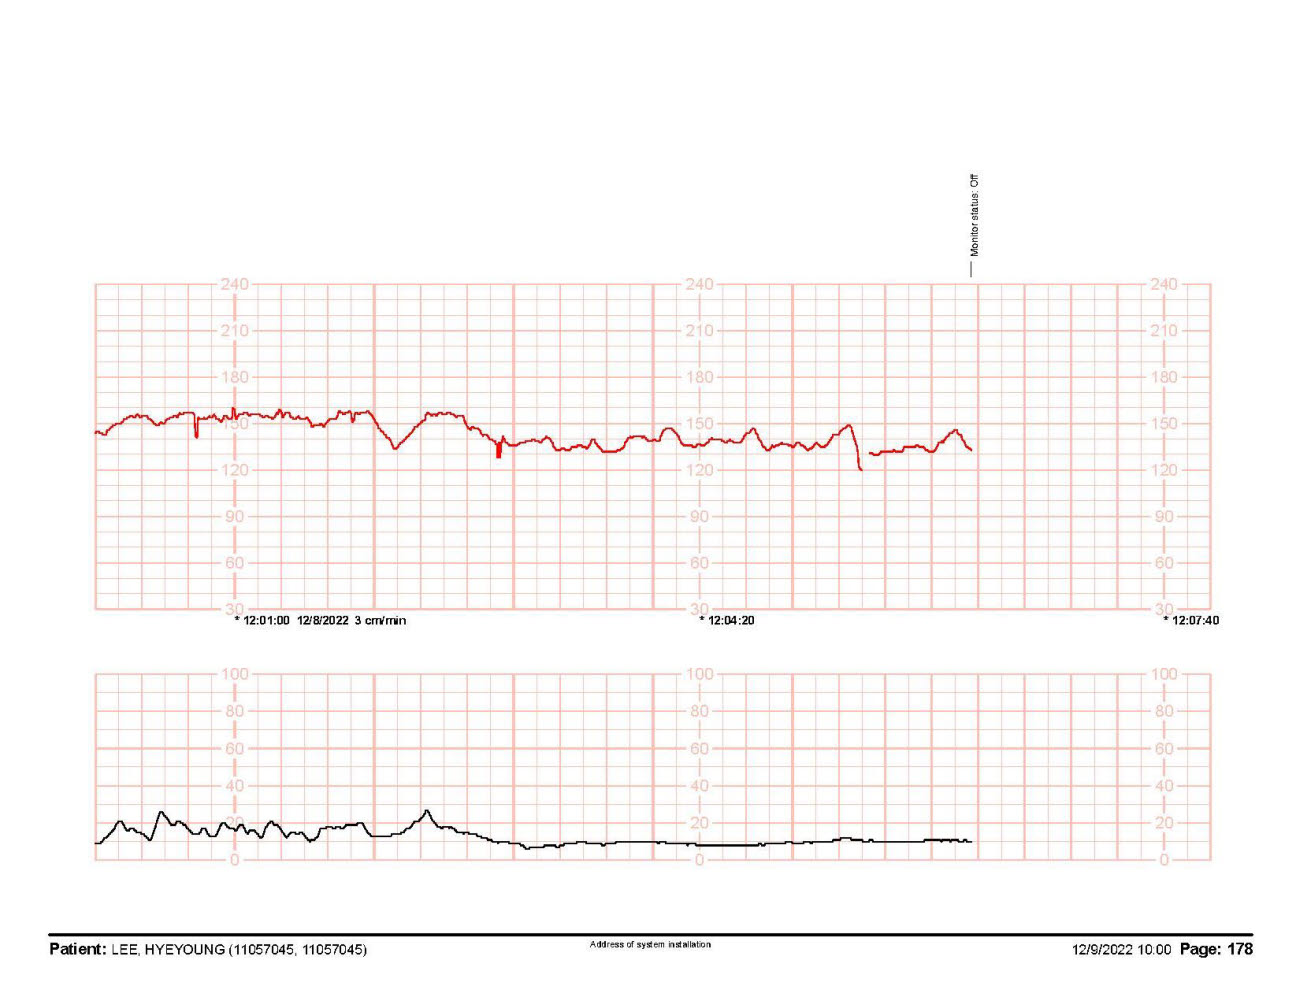 Monitor status: Off
240 240 240
210 210 210
180 180 180
150 150 150
120 120 120
90 90 90
60 60 60
30 30 30
* 12:01:00 12/8/2022 3 cm/min * 12:04:20 * 12:07:40
100 100 100
80 80 80
60 60 60
40 40 40
20 20 20
0 0 0
Patient: LEE, HYEYOUNG (11057045, 11057045) Address of system installation 12/9/2022 10:00 Page: 178